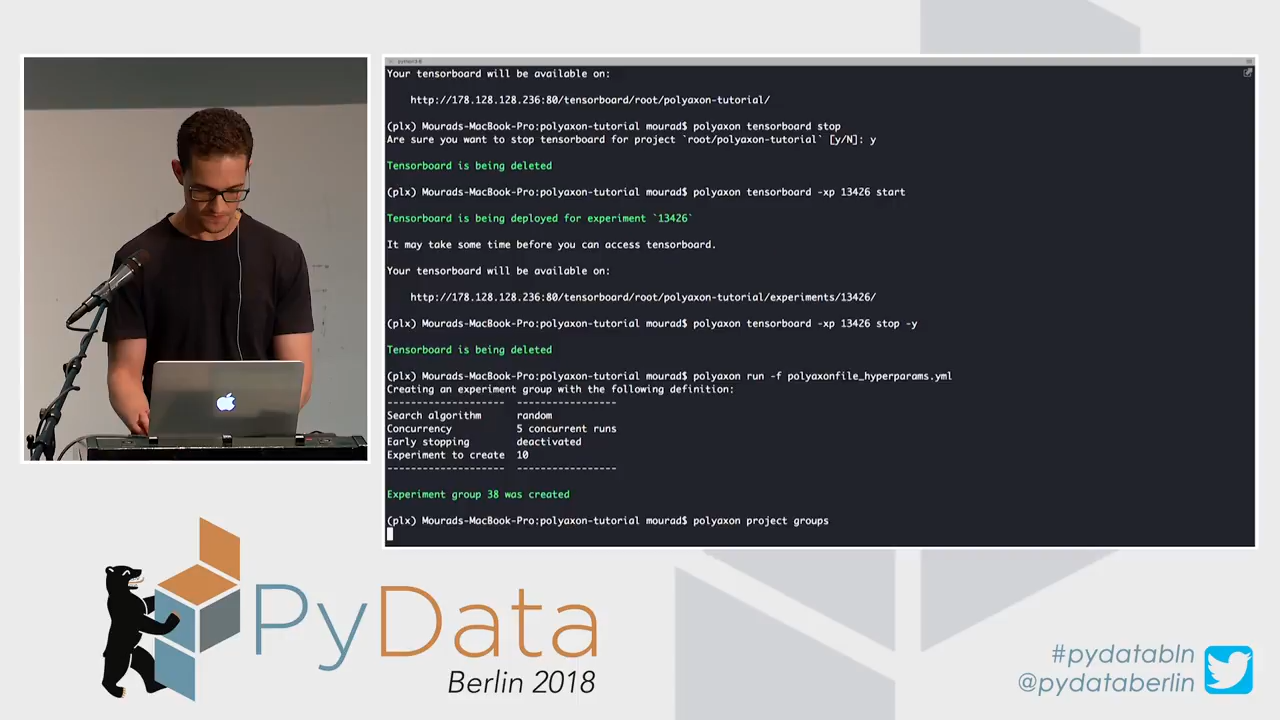 Your tensorboard will be available on:
http://178.128.128.236:80/tensorboard/root/polyaxon-tutorial/
(plx) Mourads-MacBook-Pro:polyaxon-tutorial mourad$ polyaxon tensorboard stop
Are sure you want to stop tensorboard for project `root/polyaxon-tutorial` [y/N]: y
Tensorboard is being deleted
(plx) Mourads-MacBook-Pro:polyaxon-tutorial mourad$ polyaxon tensorboard -xp 13426 start
Tensorboard is being deployed for experiment `13426`
It may take some time before you can access tensorboard.
Your tensorboard will be available on:
http://178.128.128.236:80/tensorboard/root/polyaxon-tutorial/experiments/13426/
(plx) Mourads-MacBook-Pro:polyaxon-tutorial mourad$ polyaxon tensorboard -xp 13426 stop -y
Tensorboard is being deleted
(plx) Mourads-MacBook-Pro:polyaxon-tutorial mourad$ polyaxon run -f polyaxonfile_hyperparams.yml
Creating an experiment group with the following definition:
-------------------- -----------------
Search algorithm random
Concurrency 5 concurrent runs
Early stopping deactivated
Experiment to create 10
-------------------- -----------------
Experiment group 38 was created
(plx) Mourads-MacBook-Pro:polyaxon-tutorial mourad$ polyaxon project groups
PyData
Berlin 2018
#pydatabln
@pydataberlin